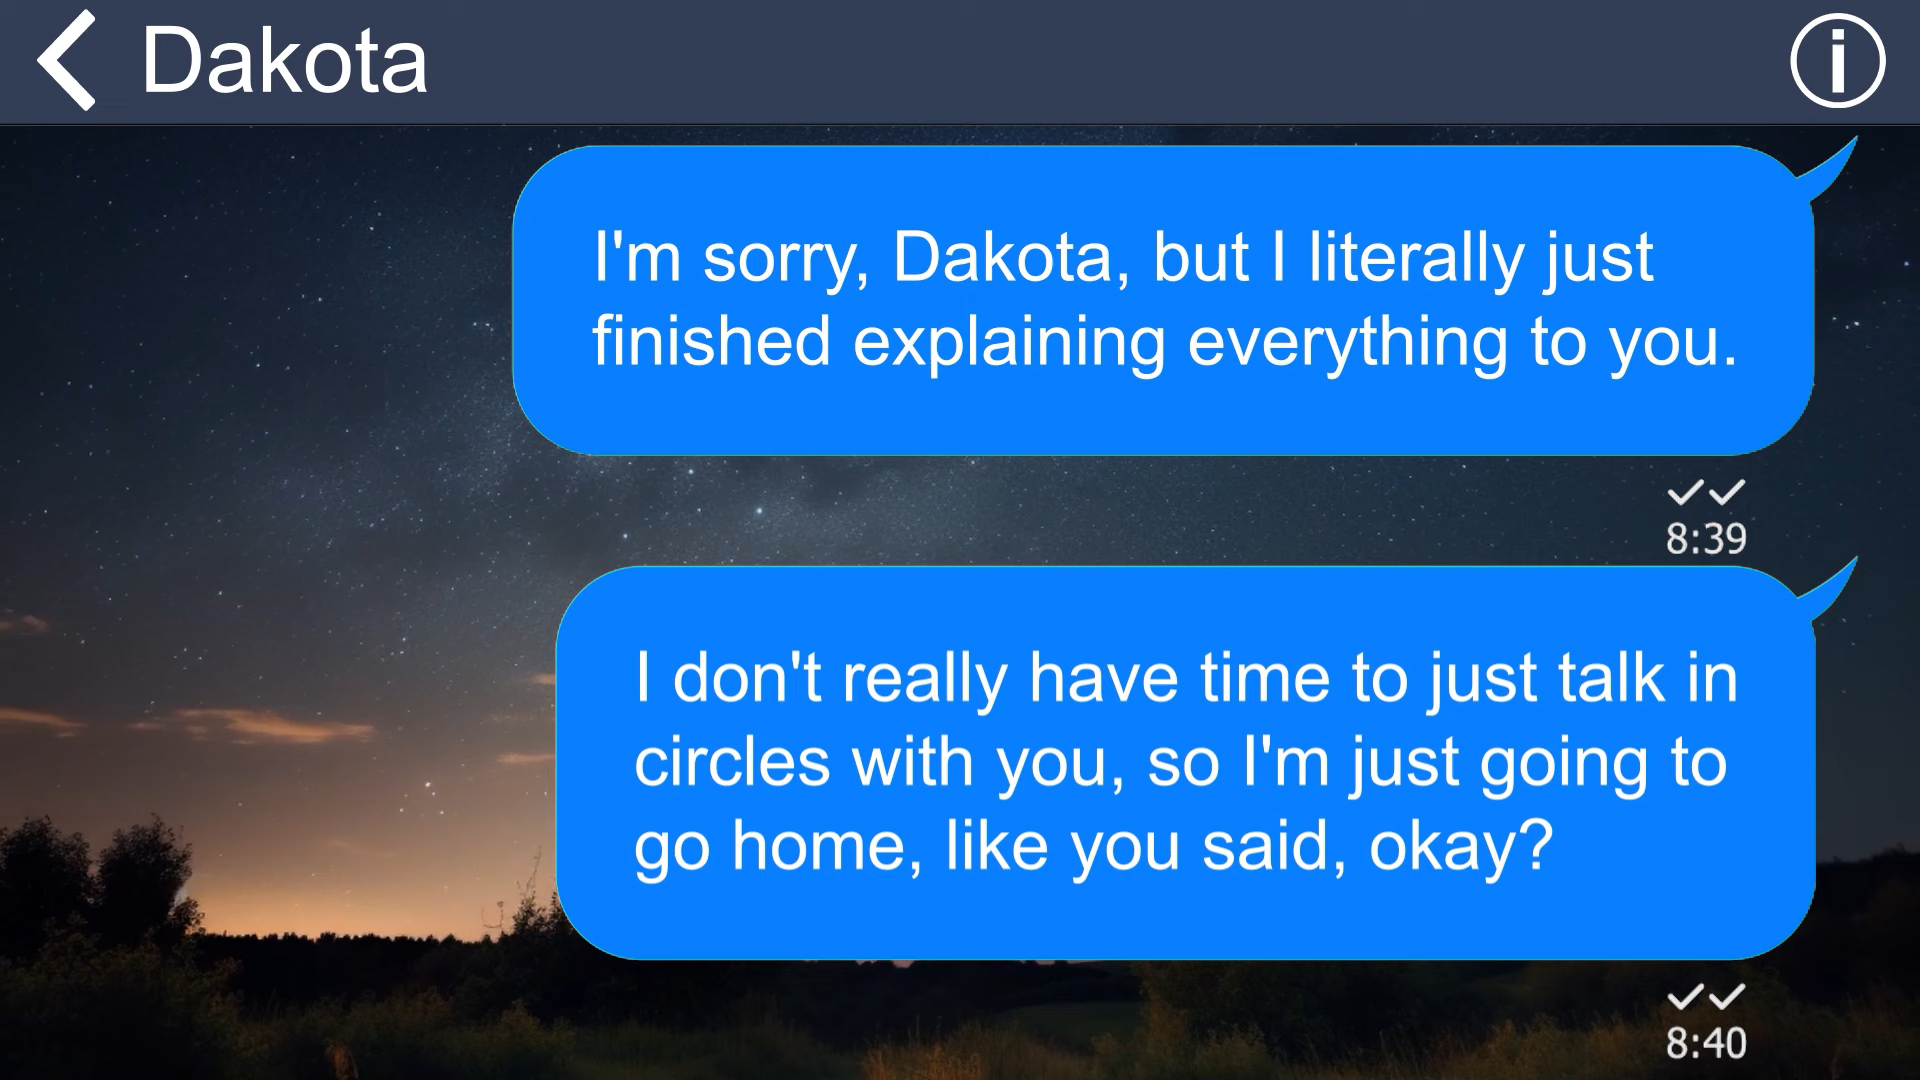 Dakota
I'm sorry, Dakota, but I literally just
finished explaining everything to you.
8:39
I don't really have time to just talk in
circles with you, so I'm just going to
go home, like you said, okay?
8:40